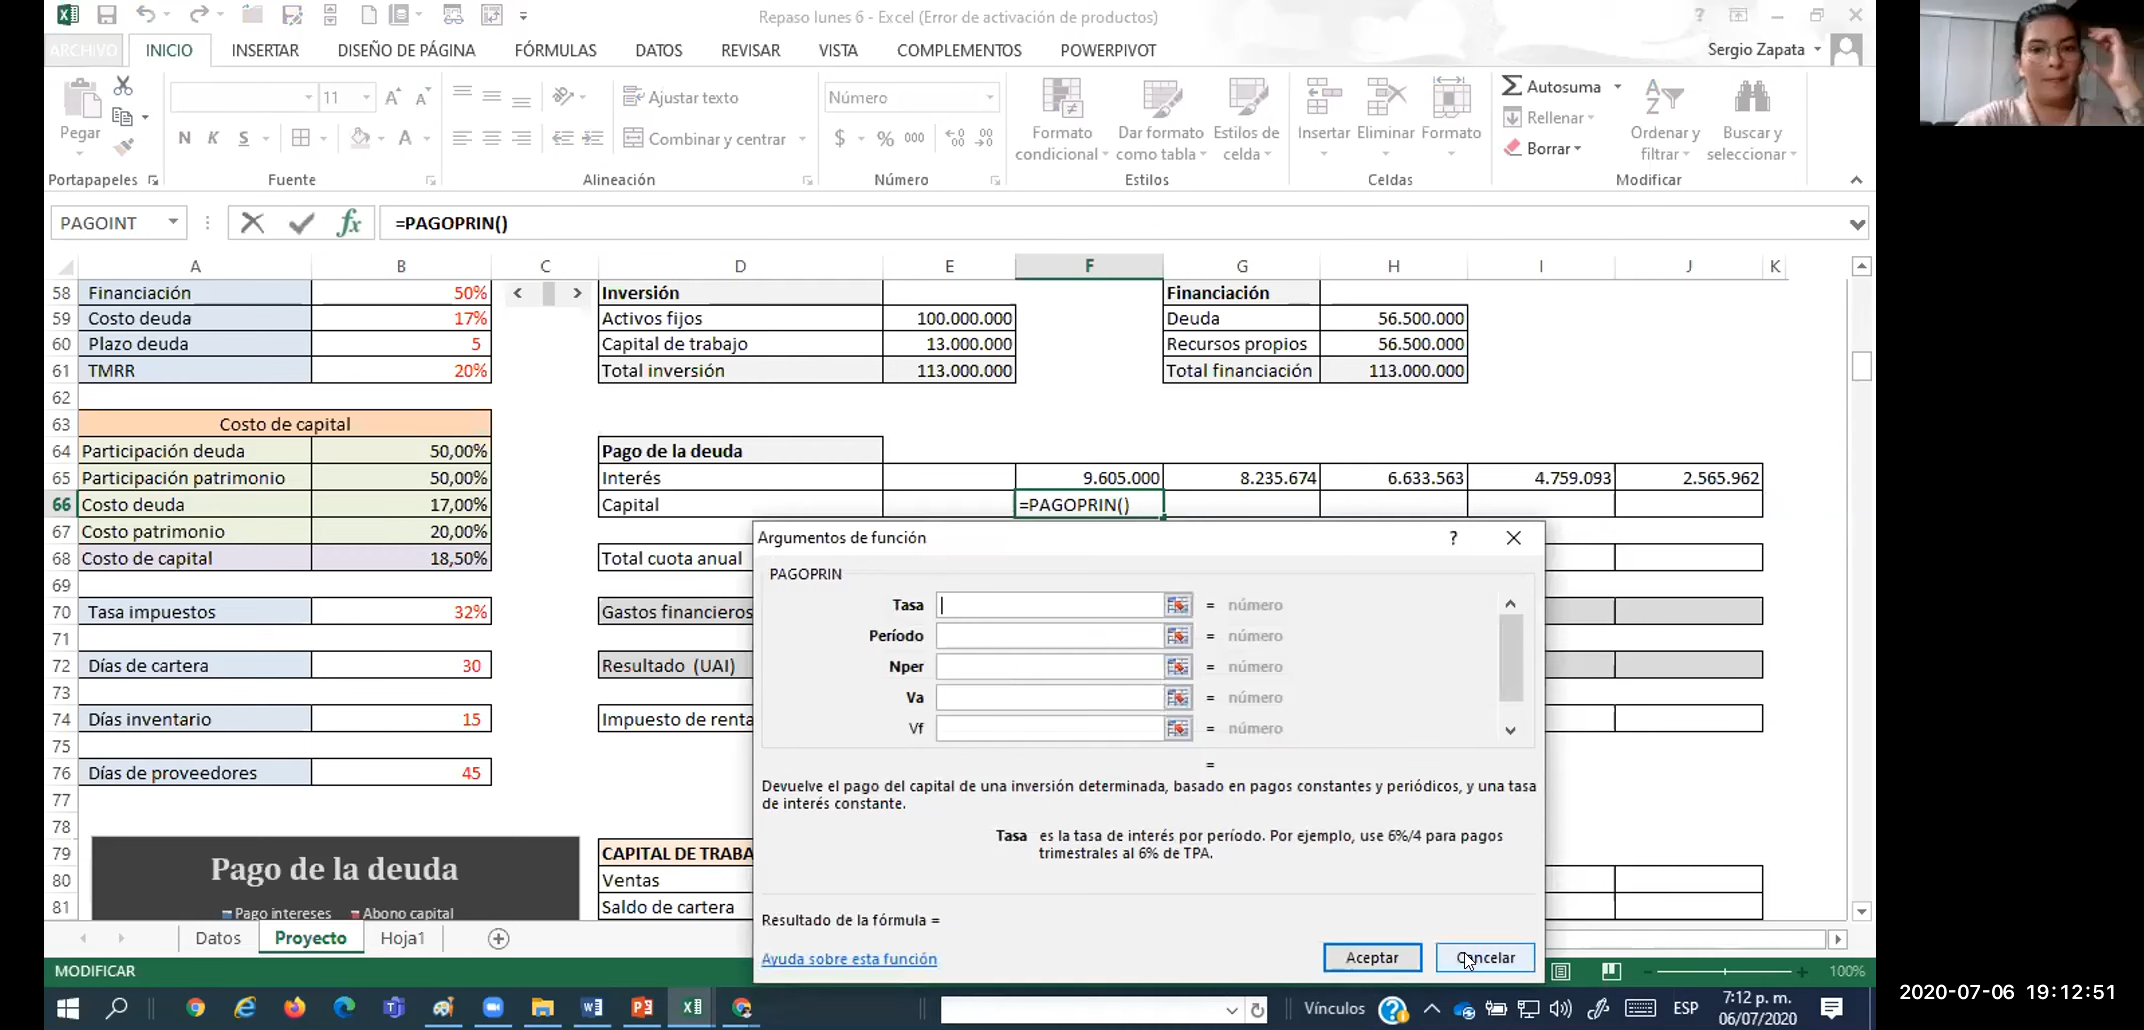 Repaso lunes 6 - Excel (Error de activación de productos)
ARCHIVO INICIO INSERTAR DISEÑO DE PÁGINA FÓRMULAS DATOS REVISAR VISTA COMPLEMENTOS POWERPIVOT Sergio Zapata
11 Ajustar texto Número Autosuma
Pegar N K S A Combinar y centrar $ % 000 Formato condicional Dar formato como tabla Estilos de celda Insertar Eliminar Formato Rellenar Borrar Ordenar y filtrar Buscar y seleccionar
Portapapeles Fuente Alineación Número Estilos Celdas Modificar
PAGOINT fx =PAGOPRIN()
A B C D E F G H I J K
58 Financiación 50% Inversión Financiación
59 Costo deuda 17% Activos fijos 100.000.000 Deuda 56.500.000
60 Plazo deuda 5 Capital de trabajo 13.000.000 Recursos propios 56.500.000
61 TMRR 20% Total inversión 113.000.000 Total financiación 113.000.000
62
63 Costo de capital
64 Participación deuda 50,00% Pago de la deuda
65 Participación patrimonio 50,00% Interés 9.605.000 8.235.674 6.633.563 4.759.093 2.565.962
66 Costo deuda 17,00% Capital =PAGOPRIN()
67 Costo patrimonio 20,00%
68 Costo de capital 18,50% Total cuota anual
69
70 Tasa impuestos 32% Gastos financieros
71
72 Días de cartera 30 Resultado (UAI)
73
74 Días inventario 15 Impuesto de renta
75
76 Días de proveedores 45
77
78
79 CAPITAL DE TRABA
80 Ventas
81 Saldo de cartera
Pago de la deuda
Pago intereses Abono capital
Argumentos de función ?
PAGOPRIN
Tasa = número
Período = número
Nper = número
Va = número
Vf = número
=
Devuelve el pago del capital de una inversión determinada, basado en pagos constantes y periódicos, y una tasa
de interés constante.
Tasa es la tasa de interés por período. Por ejemplo, use 6%/4 para pagos
trimestrales al 6% de TPA.
Resultado de la fórmula =
Ayuda sobre esta función Aceptar Cancelar
Datos Proyecto Hoja1
MODIFICAR 100%
Vínculos ESP 7:12 p. m.
06/07/2020
2020-07-06 19:12:51